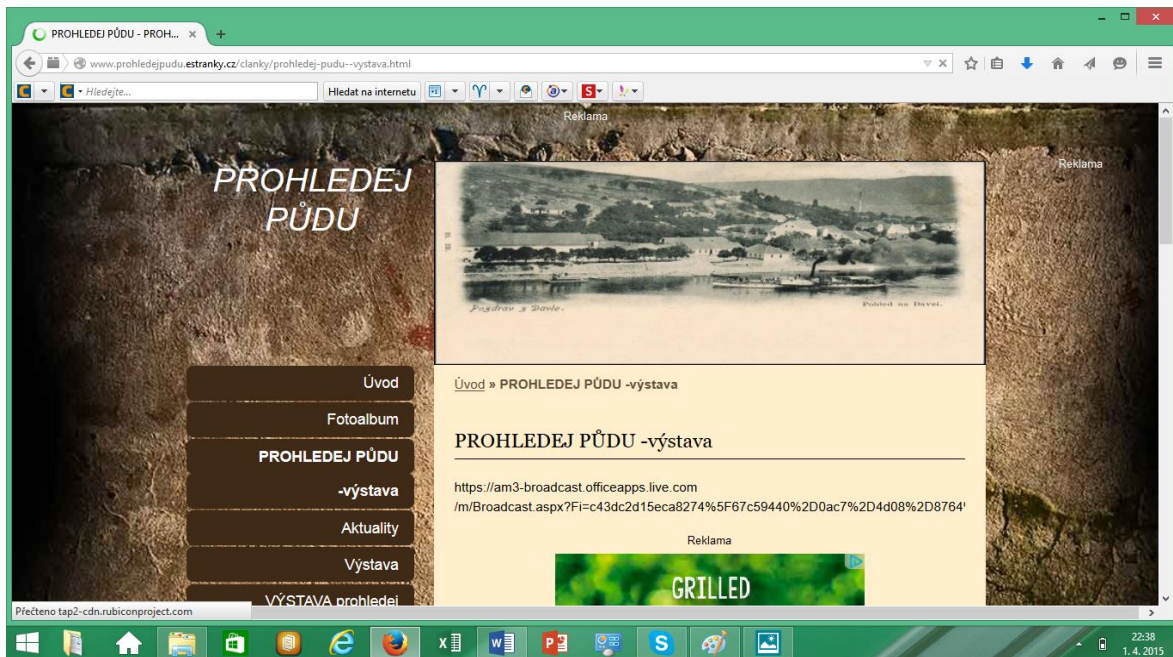 PROHLEDEJ PŮDU - PROH...
www.prohledejpudu.estranky.cz/clanky/prohledej-pudu--vystava.html
Hledejte...
Hledat na internetu
Reklama
Reklama
PROHLEDEJ
PŮDU
Pozdrav z Davle.
Pohled na Davel.
Úvod
Fotoalbum
PROHLEDEJ PŮDU
-výstava
Aktuality
Výstava
VÝSTAVA prohledej
Úvod » PROHLEDEJ PŮDU -výstava
PROHLEDEJ PŮDU -výstava
https://am3-broadcast.officeapps.live.com
/m/Broadcast.aspx?Fi=c43dc2d15eca8274%5F67c59440%2D0ac7%2D4d08%2D8764
Reklama
GRILLED
Přečteno tap2-cdn.rubiconproject.com
22:38
1. 4. 2015